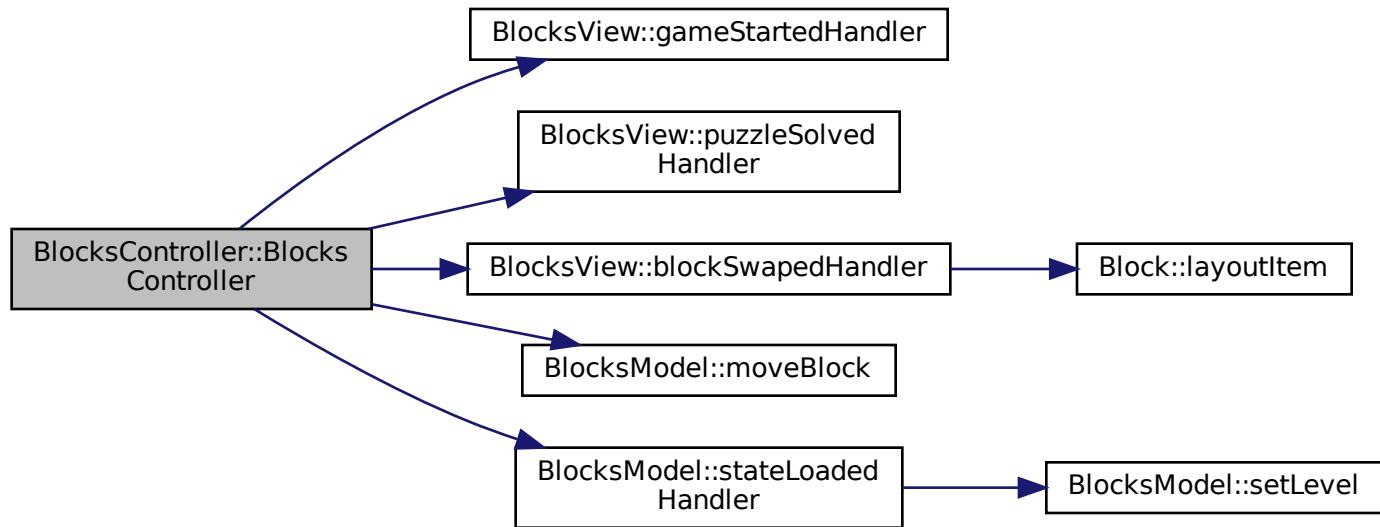 BlocksView::gameStartedHandler
BlocksView::puzzleSolved
Handler
BlocksController::Blocks
Controller
BlocksView::blockSwapedHandler
Block::layoutItem
BlocksModel::moveBlock
BlocksModel::stateLoaded
Handler
BlocksModel::setLevel